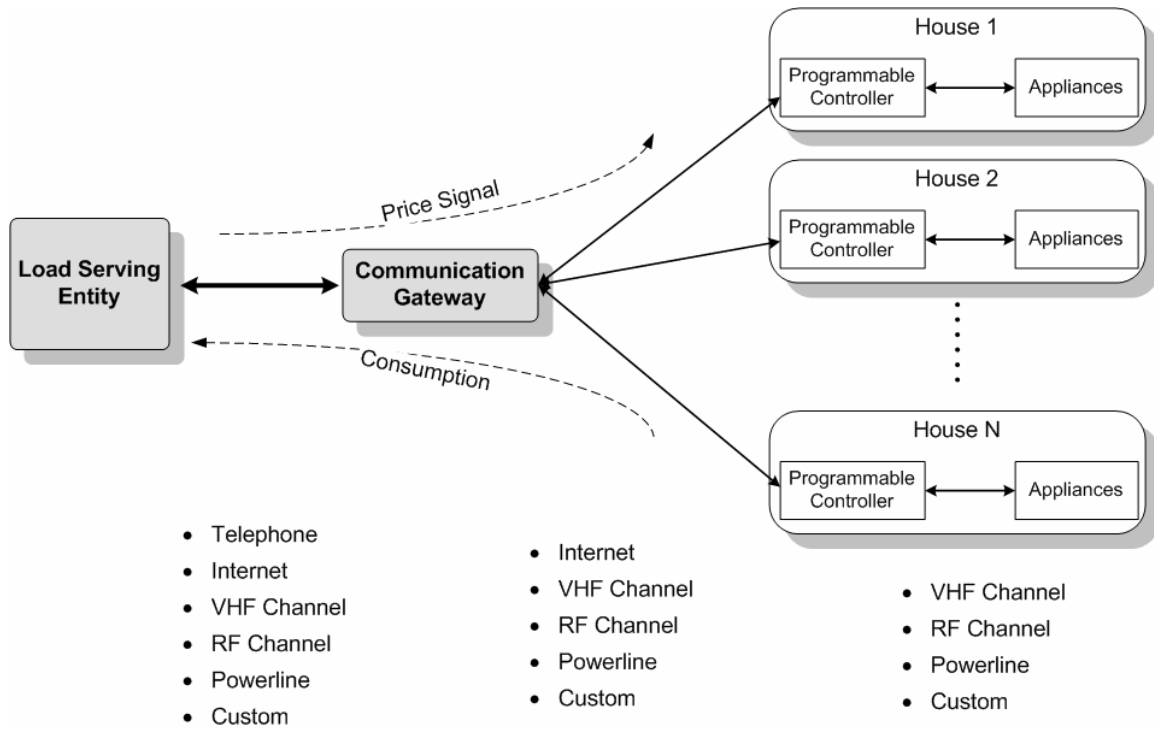 House 1
Programmable
Controller
Appliances
House 2
Programmable
Controller
Appliances
Price Signal
Load Serving
Entity
Communication
Gateway
Consumption
House N
Programmable
Controller
Appliances
• Telephone
• Internet
• VHF Channel
• RF Channel
• Powerline
• Custom
• Internet
• VHF Channel
• RF Channel
• Powerline
• Custom
• VHF Channel
• RF Channel
• Powerline
• Custom